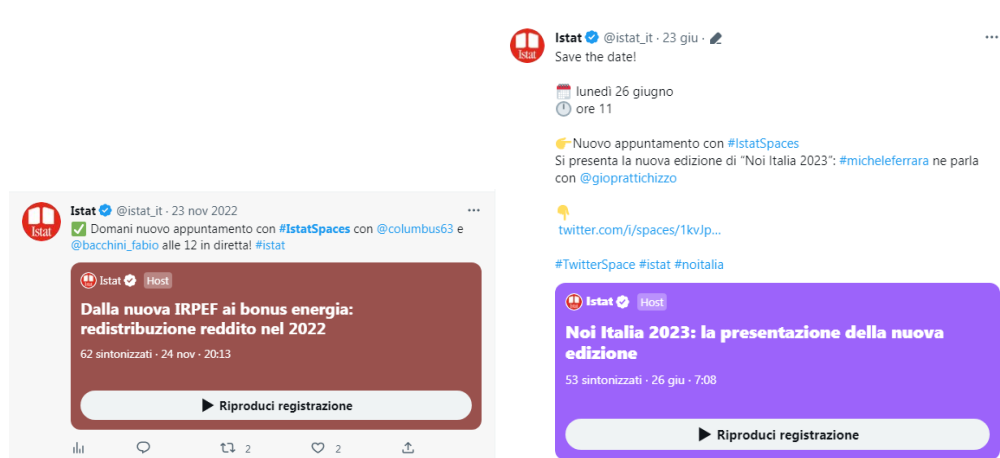 Istat @istat_it · 23 nov 2022
✅ Domani nuovo appuntamento con #IstatSpaces con @columbus63 e
@bacchini_fabio alle 12 in diretta! #istat
Istat Host
Dalla nuova IRPEF ai bonus energia:
redistribuzione reddito nel 2022
62 sintonizzati · 24 nov · 20:13
Riproduci registrazione
2 2
Istat @istat_it · 23 giu ·
Save the date!
🗓️ lunedì 26 giugno
🕛 ore 11
👉Nuovo appuntamento con #IstatSpaces
Si presenta la nuova edizione di “Noi Italia 2023”: #micheleferrara ne parla
con @gioprattichizzo
👇
twitter.com/i/spaces/1kvJp…
#TwitterSpace #istat #noitalia
Istat Host
Noi Italia 2023: la presentazione della nuova
edizione
53 sintonizzati · 26 giu · 7:08
Riproduci registrazione